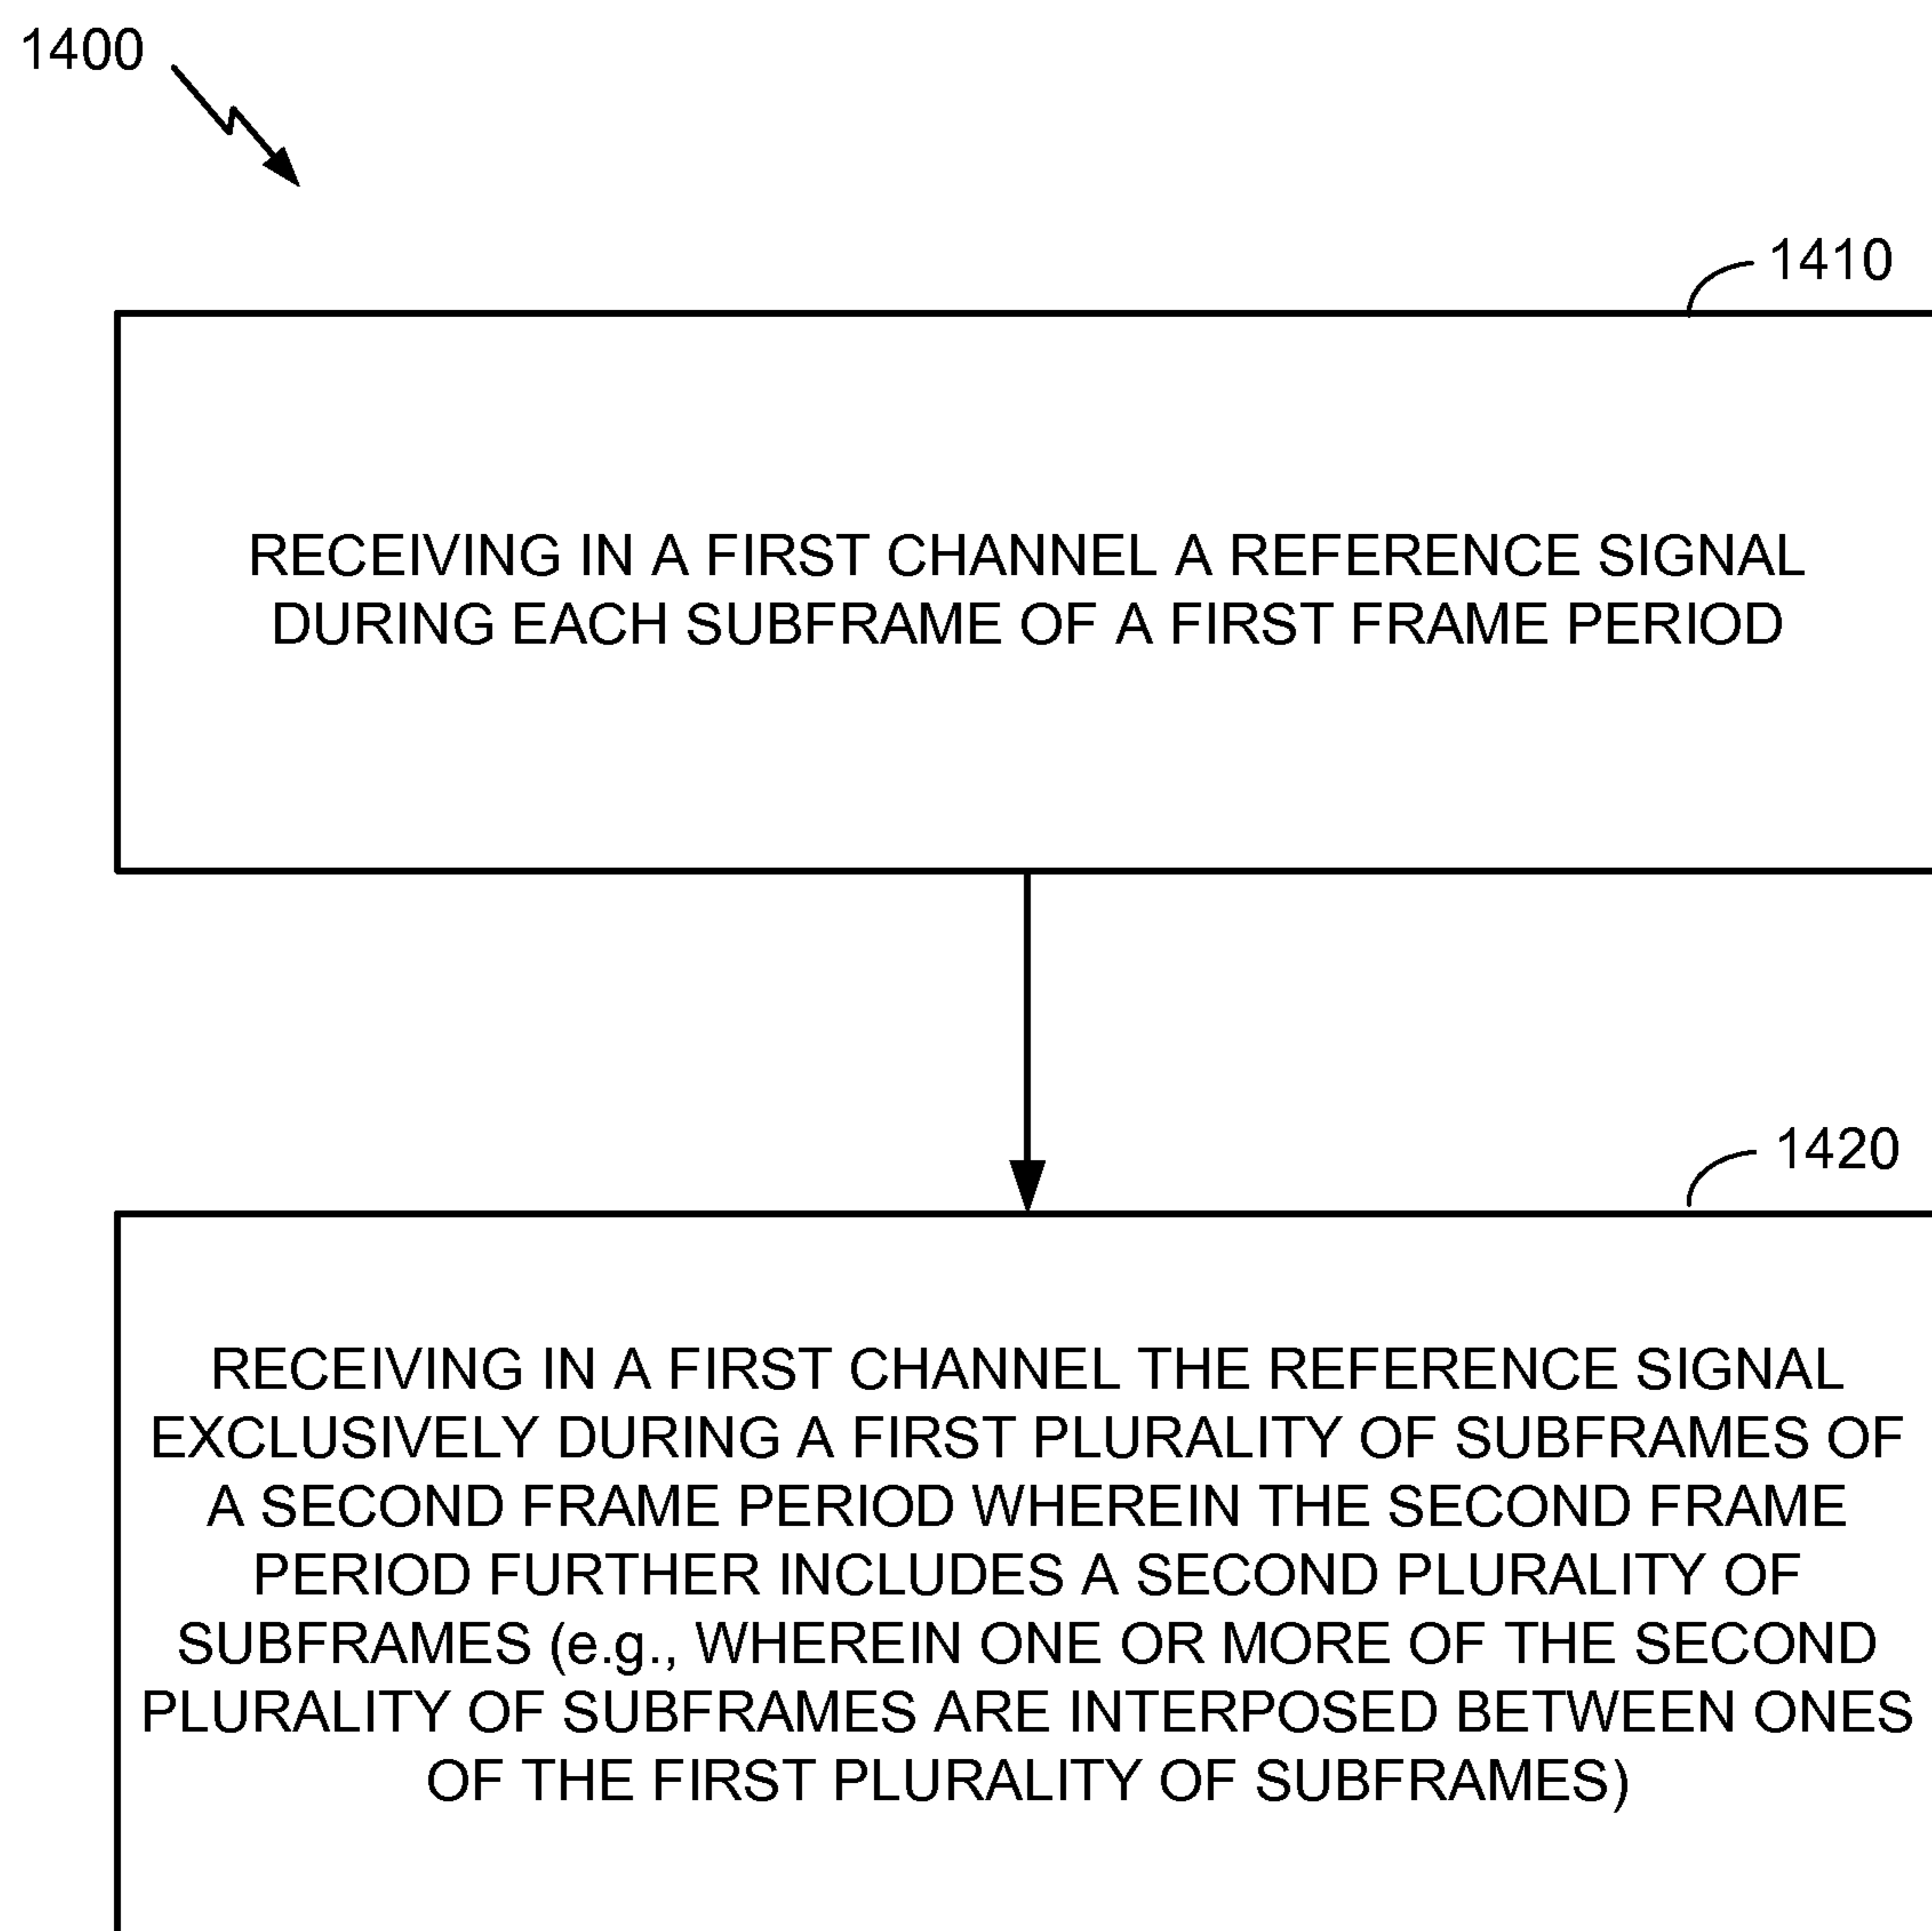 1400
1410
RECEIVING IN A FIRST CHANNEL A REFERENCE SIGNAL
DURING EACH SUBFRAME OF A FIRST FRAME PERIOD
1420
RECEIVING IN A FIRST CHANNEL THE REFERENCE SIGNAL
EXCLUSIVELY DURING A FIRST PLURALITY OF SUBFRAMES OF
A SECOND FRAME PERIOD WHEREIN THE SECOND FRAME
PERIOD FURTHER INCLUDES A SECOND PLURALITY OF
SUBFRAMES (e.g., WHEREIN ONE OR MORE OF THE SECOND
PLURALITY OF SUBFRAMES ARE INTERPOSED BETWEEN ONES
OF THE FIRST PLURALITY OF SUBFRAMES)